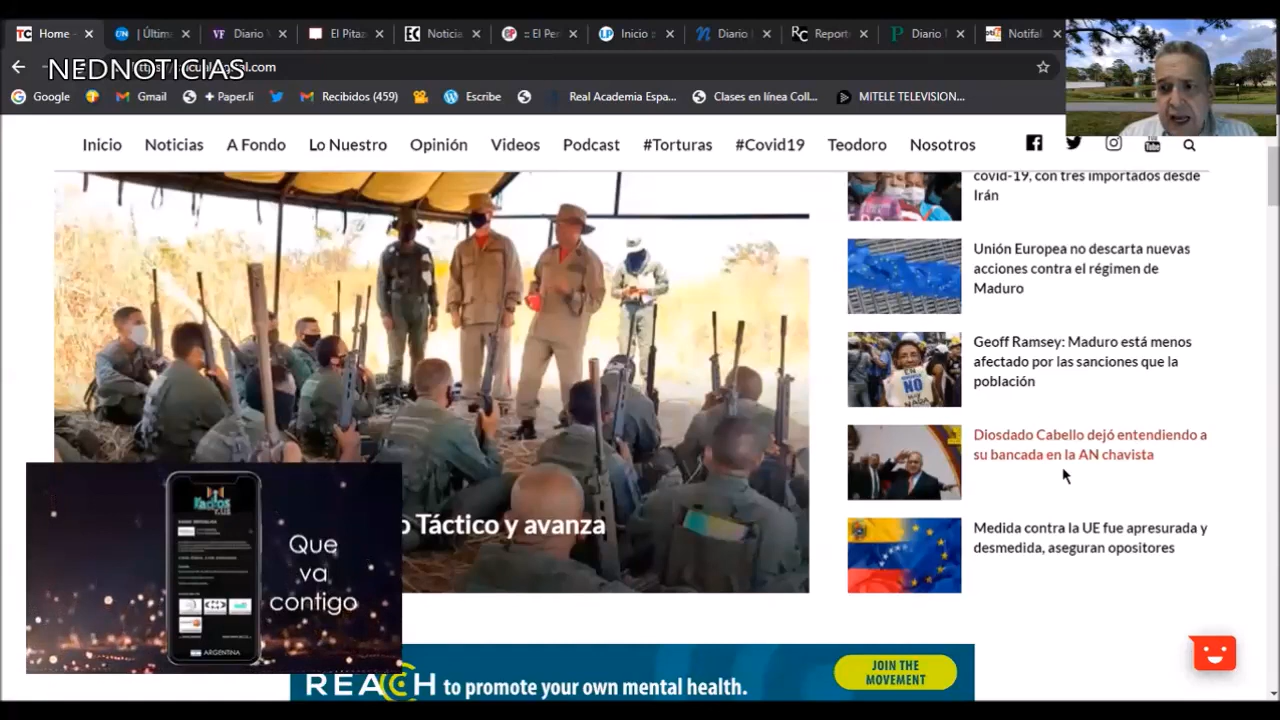 Home
Últim
Diario V
El Pitaz
Noticia
:: El Pe
Inicio ::
Diario
Report
Diario
Notifal
NEDNOTICIAS
Google
Gmail
+ Paper.li
Recibidos (459)
Escribe
Real Academia Espa...
Clases en línea Coll...
MITELE TELEVISION...
Inicio
Noticias
A Fondo
Lo Nuestro
Opinión
Videos
Podcast
#Torturas
#Covid19
Teodoro
Nosotros
covid-19, con tres importados desde
Irán
Unión Europea no descarta nuevas
acciones contra el régimen de
Maduro
Geoff Ramsey: Maduro está menos
afectado por las sanciones que la
población
Diosdado Cabello dejó entendiendo a
su bancada en la AN chavista
Medida contra la UE fue apresurada y
desmedida, aseguran opositores
o Táctico y avanza
Que
va
contigo
ARGENTINA
REACH to promote your own mental health.
JOIN THE
MOVEMENT